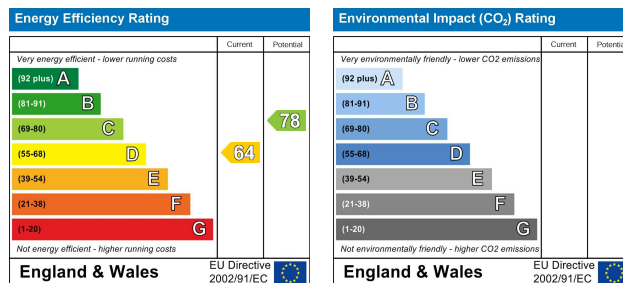 Energy Efficiency Rating
Current Potential
Very energy efficient - lower running costs
(92 plus) A
(81-91) B
(69-80) C
(55-68) D
(39-54) E
(21-38) F
(1-20) G
78
64
Not energy efficient - higher running costs
England & Wales
EU Directive
2002/91/EC
Environmental Impact (CO₂) Rating
Current Potential
Very environmentally friendly - lower CO2 emissions
(92 plus) A
(81-91) B
(69-80) C
(55-68) D
(39-54) E
(21-38) F
(1-20) G
Not environmentally friendly - higher CO2 emissions
England & Wales
EU Directive
2002/91/EC